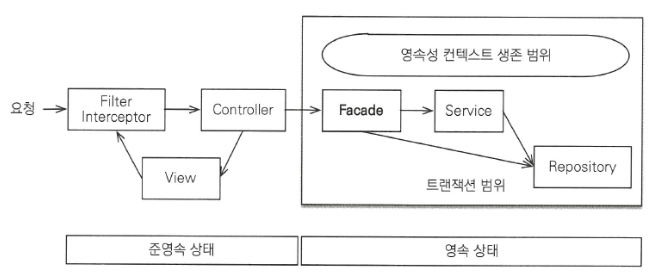 영속성 컨텍스트 생존 범위
요청
Filter
Interceptor
Controller
Facade
Service
View
Repository
트랜잭션 범위
준영속 상태
영속 상태